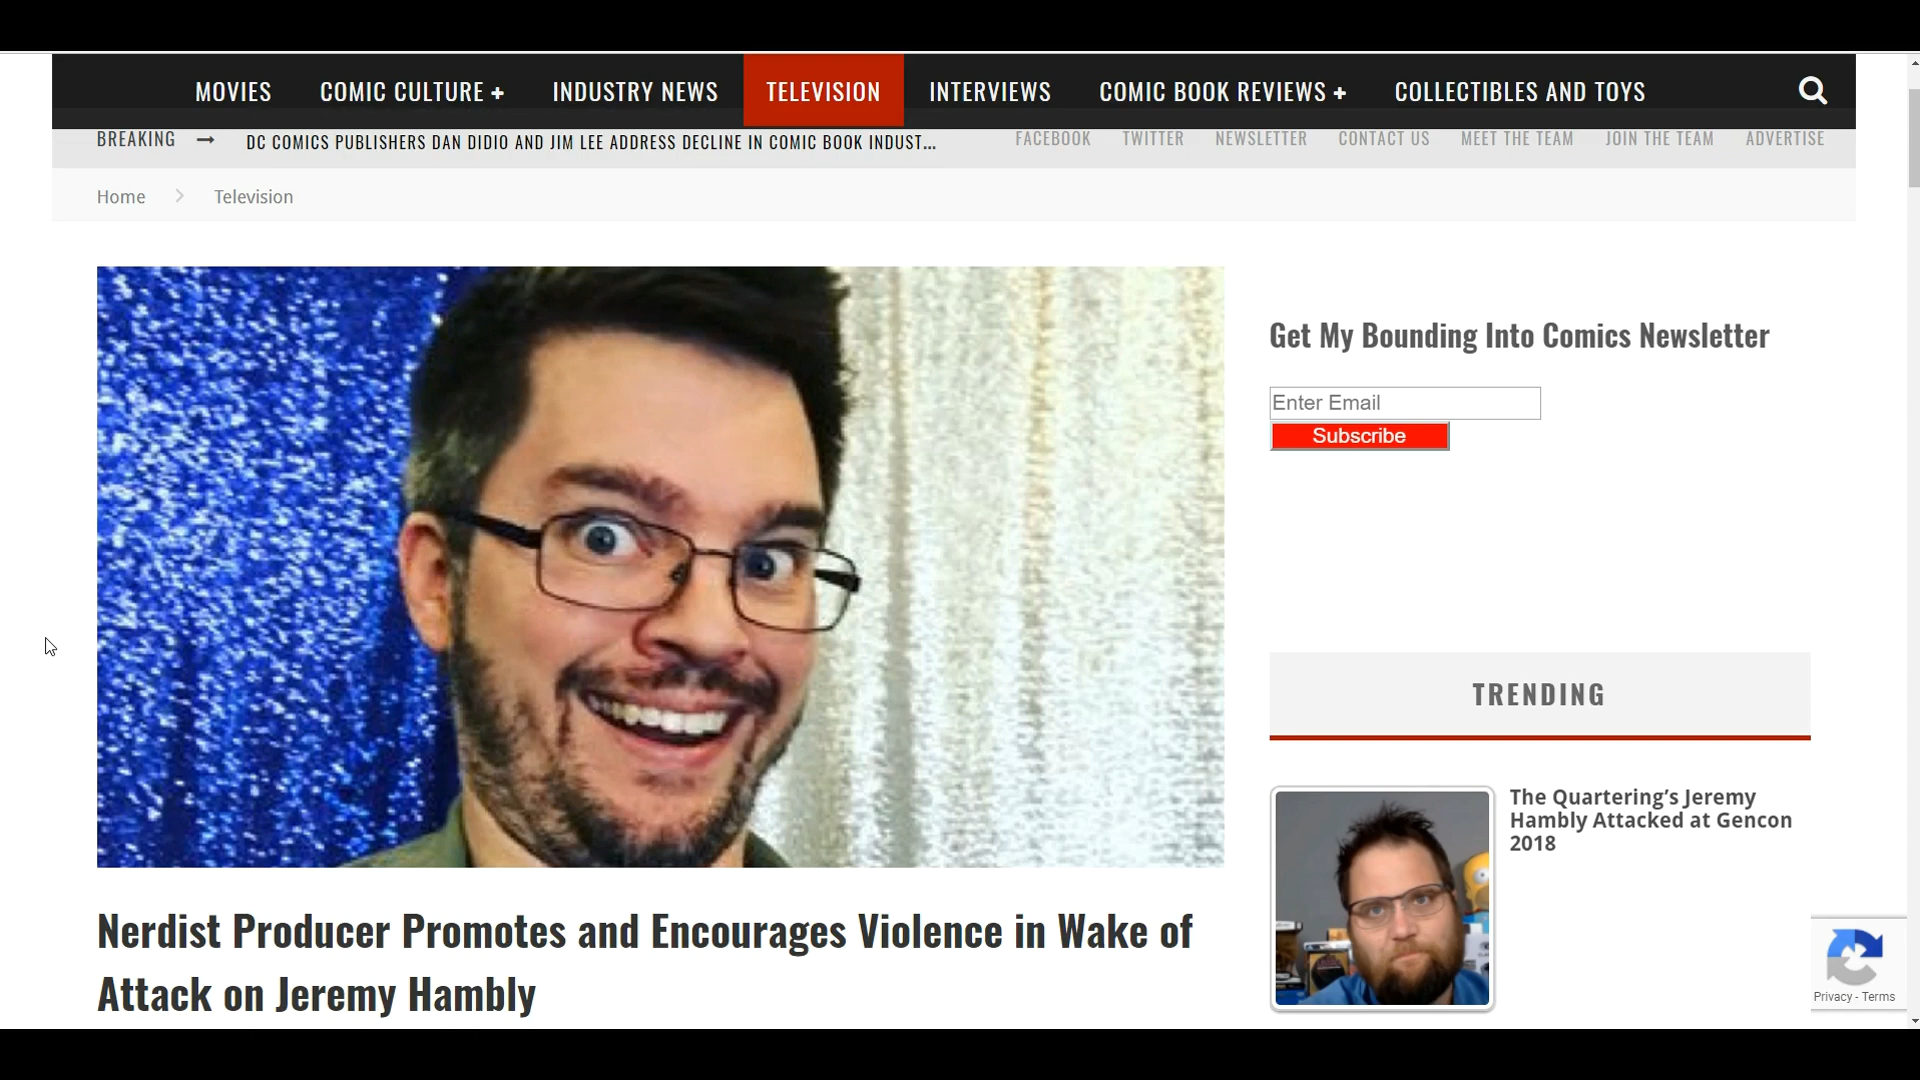 MOVIES COMIC CULTURE + INDUSTRY NEWS TELEVISION INTERVIEWS COMIC BOOK REVIEWS + COLLECTIBLES AND TOYS
BREAKING → DC COMICS PUBLISHERS DAN DIDIO AND JIM LEE ADDRESS DECLINE IN COMIC BOOK INDUST... FACEBOOK TWITTER NEWSLETTER CONTACT US MEET THE TEAM JOIN THE TEAM ADVERTISE
Home > Television
Get My Bounding Into Comics Newsletter
Enter Email
Subscribe
TRENDING
The Quartering's Jeremy
Hambly Attacked at Gencon
2018
Nerdist Producer Promotes and Encourages Violence in Wake of
Attack on Jeremy Hambly
Privacy - Terms